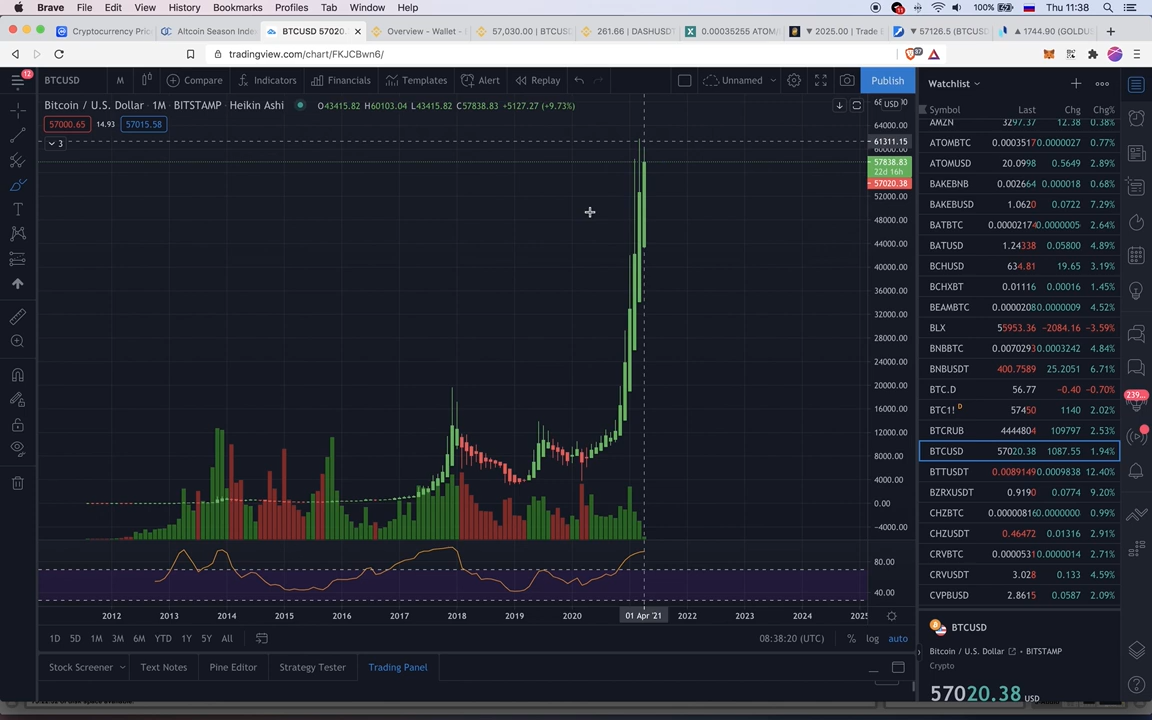 Brave File Edit View History Bookmarks Profiles Tab Window Help 100% Thu 11:38
Cryptocurrency Pric Altcoin Season Inde BTCUSD 57020. Overview - Wallet - 57,030.00 | BTCUS 261.66 | DASHUSDT 0.00035255 ATOM/ 2025.00 | Trade 57126.5 (BTCUSD 1744.90 (GOLDUS
tradingview.com/chart/FKJCBwn6/
BTCUSD M Compare Indicators Financials Templates Alert Replay Unnamed Publish Watchlist
Bitcoin / U.S. Dollar · 1M · BITSTAMP · Heikin Ashi O43415.82 H60103.04 L43415.82 C57838.83 +5127.27 (+9.73%) USD
57000.65 14.93 57015.58
3
64000.00
61311.15
57838.83
22d 16h
57020.38
52000.00
48000.00
44000.00
40000.00
36000.00
32000.00
28000.00
24000.00
20000.00
16000.00
12000.00
8000.00
4000.00
0.00
-4000.00
80.00
40.00
2012 2013 2014 2015 2016 2017 2018 2019 2020 01 Apr '21 2022 2023 2024 2025
1D 5D 1M 3M 6M YTD 1Y 5Y All 08:38:20 (UTC) % log auto
Stock Screener Text Notes Pine Editor Strategy Tester Trading Panel
Symbol Last Chg Chg%
AMZN 3297.37 12.38 0.38%
ATOMBTC 0.0003517 0.0000027 0.77%
ATOMUSD 20.0998 0.5649 2.89%
BAKEBNB 0.002664 0.000018 0.68%
BAKEBUSD 1.0620 0.0722 7.29%
BATBTC 0.00002174 0.0000005 2.64%
BATUSD 1.24338 0.05800 4.89%
BCHUSD 634.81 19.65 3.19%
BCHXBT 0.01116 0.00016 1.45%
BEAMBTC 0.0000208 0.0000009 4.52%
BLX 55953.36 -2084.16 -3.59%
BNBBTC 0.007029 0.0003242 4.84%
BNBUSDT 400.7589 25.2051 6.71%
BTC.D 56.77 -0.40 -0.70%
BTC1! D 57450 1140 2.02%
BTCRUB 4444804 109797 2.53%
BTCUSD 57020.38 1087.55 1.94%
BTTUSDT 0.0089149 0.0009838 12.40%
BZRXUSDT 0.9190 0.0774 9.20%
CHZBTC 0.00000816 0.0000000 0.99%
CHZUSDT 0.46472 0.01316 2.91%
CRVBTC 0.0000531 0.0000014 2.71%
CRVUSDT 3.028 0.133 4.59%
CVPBUSD 2.8615 0.0587 2.09%
BTCUSD
Bitcoin / U.S. Dollar · BITSTAMP
Crypto
57020.38 USD